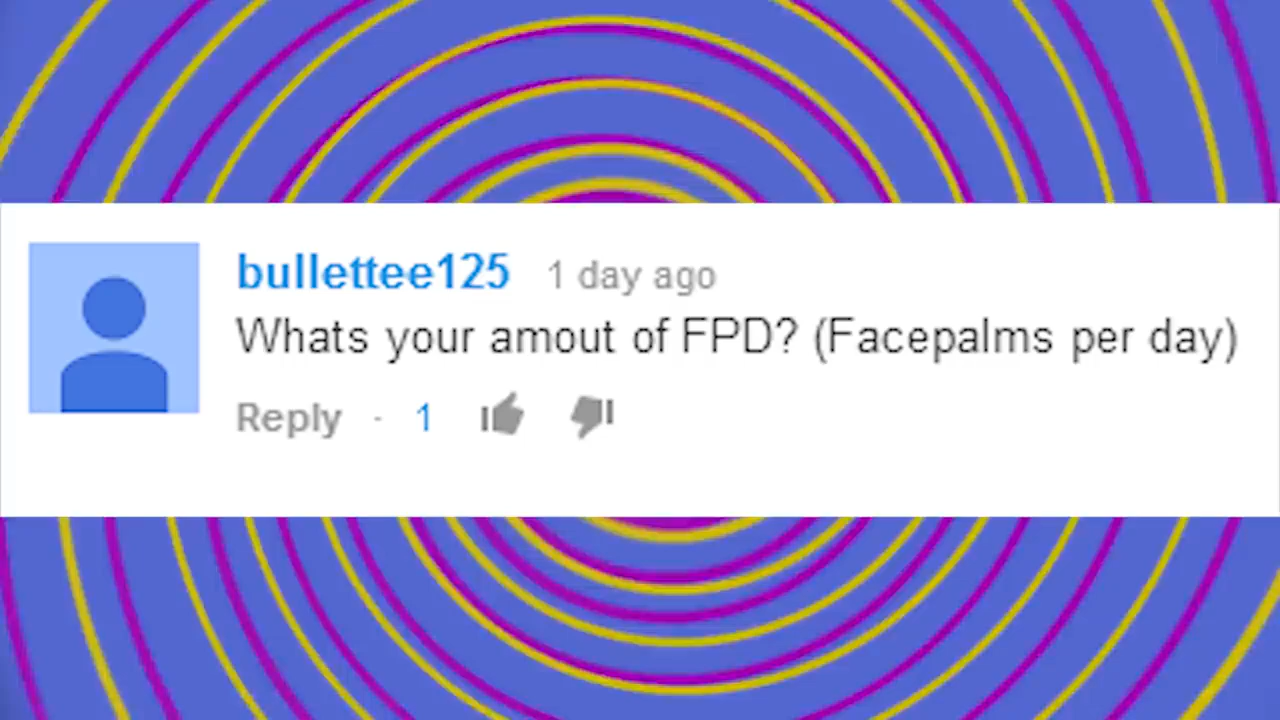 bullettee125 1 day ago
Whats your amout of FPD? (Facepalms per day)
Reply · 1